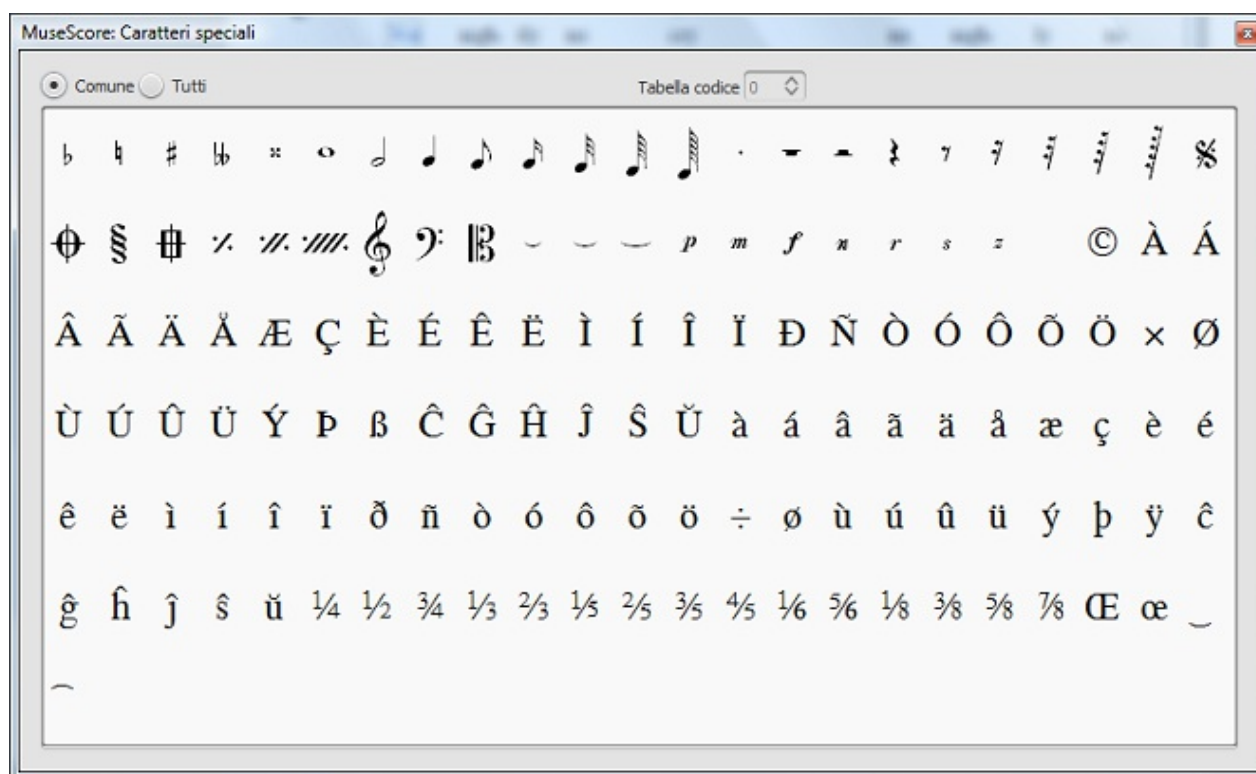 MuseScore: Caratteri speciali
Comune Tutti Tabella codice 0
♭ ♮ ♯ 𝄫 𝄪 𝅝 𝅗𝅥 𝅘𝅥 𝅘𝅥𝅮 𝅘𝅥𝅯 𝅘𝅥𝅰 𝅘𝅥𝅱 𝅘𝅥𝅲 . 𝄻 𝄼 𝄽 𝄾 𝄿 𝅀 𝅁 𝅂 𝄋
𝄌 § 𝄎 𝄞 𝄢 𝄡 ‿ ‿ ‿ p m f n r s z © À Á
Â Ã Ä Å Æ Ç È É Ê Ë Ì Í Î Ï Ð Ñ Ò Ó Ô Õ Ö × Ø
Ù Ú Û Ü Ý Þ ß Ĉ Ĝ Ĥ Ĵ Ŝ Ŭ à á â ã ä å æ ç è é
ê ë ì í î ï ð ñ ò ó ô õ ö ÷ ø ù ú û ü ý þ ÿ ĉ
ĝ ĥ ĵ ŝ ŭ ¼ ½ ¾ ⅓ ⅔ ⅕ ⅖ ⅗ ⅘ ⅙ ⅚ ⅛ ⅜ ⅝ ⅞ Œ œ ‿
⁀